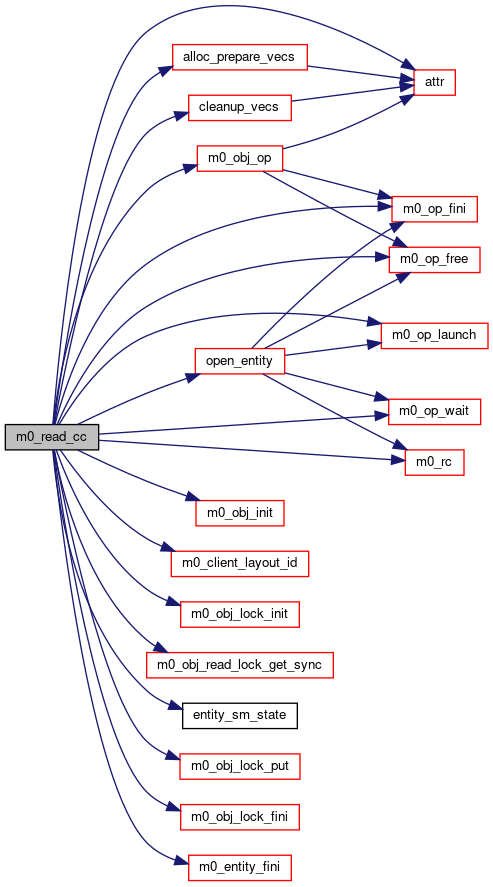 alloc_prepare_vecs
attr
cleanup_vecs
m0_obj_op
m0_op_fini
m0_op_free
m0_op_launch
open_entity
m0_op_wait
m0_read_cc
m0_rc
m0_obj_init
m0_client_layout_id
m0_obj_lock_init
m0_obj_read_lock_get_sync
entity_sm_state
m0_obj_lock_put
m0_obj_lock_fini
m0_entity_fini